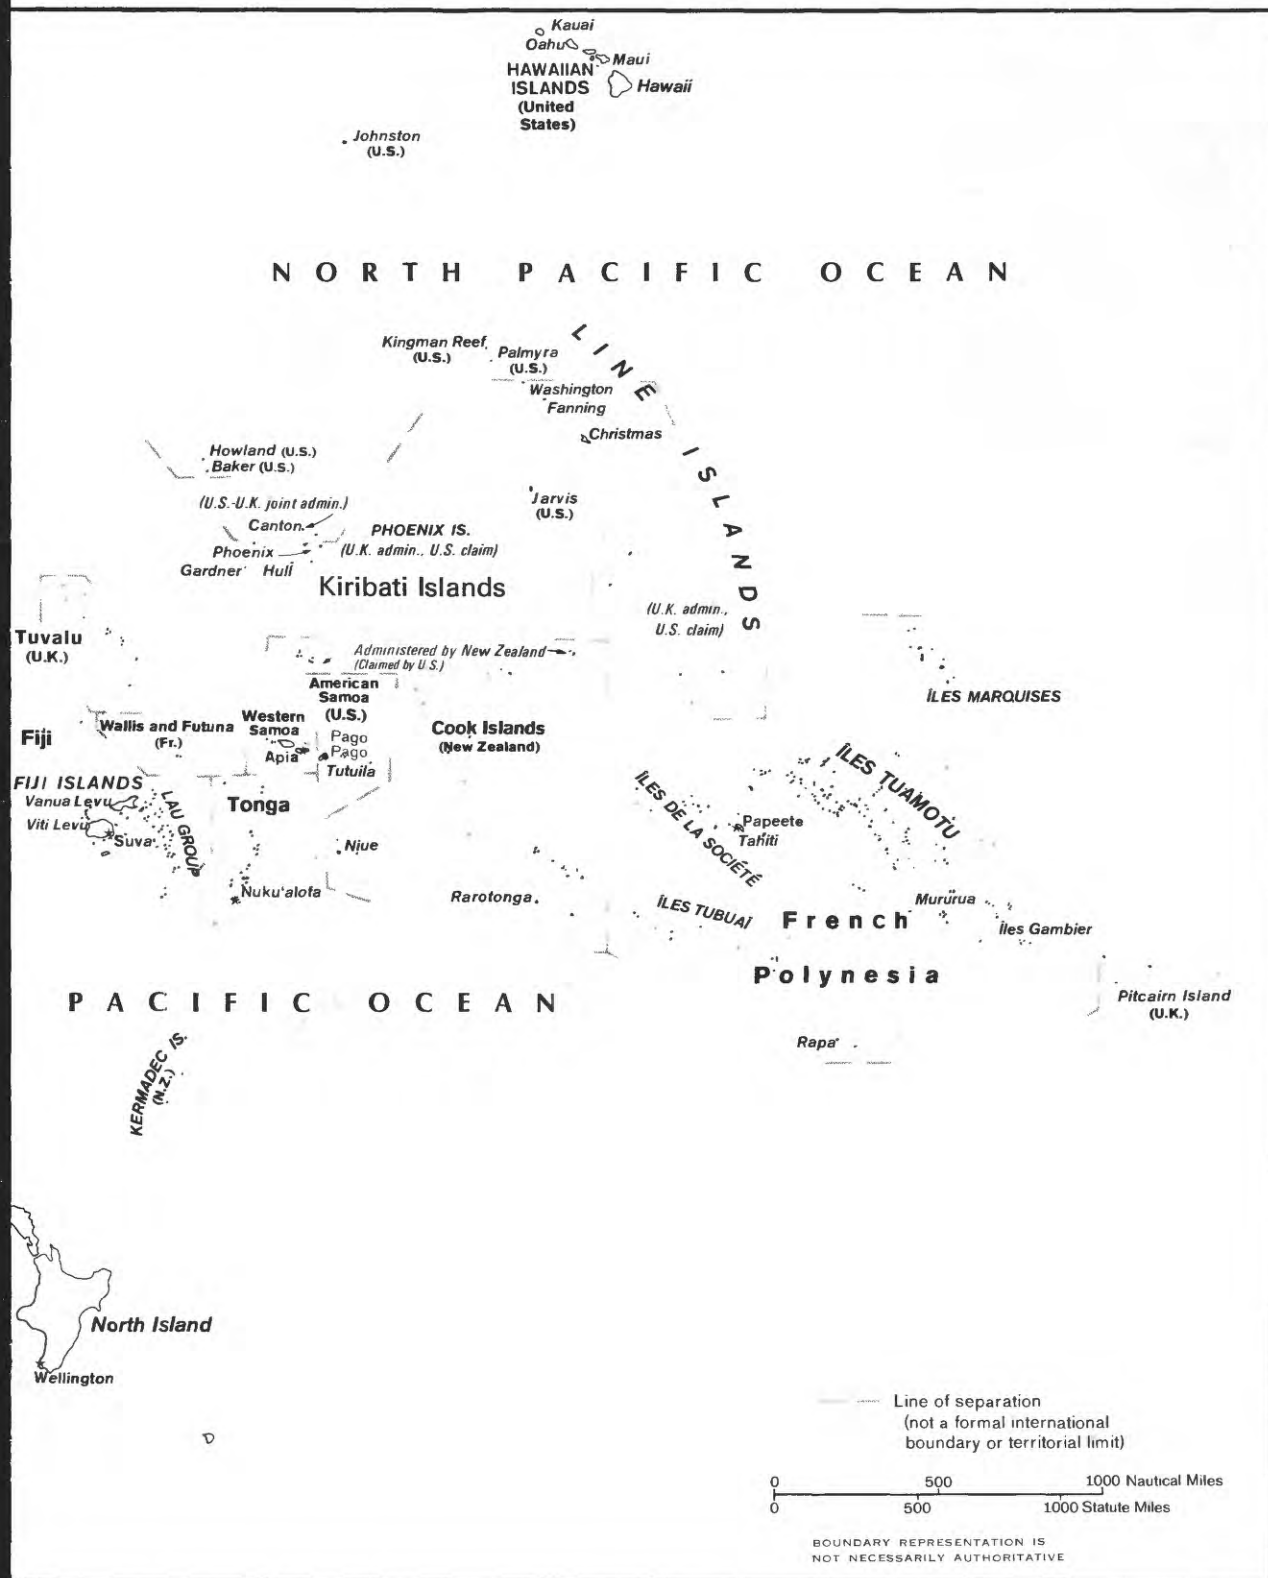 Kauai
Oahu
Maui
HAWAIIAN
ISLANDS
(United
States)
Hawaii
Johnston
(U.S.)
NORTH PACIFIC OCEAN
Kingman Reef
(U.S.)
Palmyra
(U.S.)
LINE ISLANDS
Washington
Fanning
Christmas
Howland (U.S.)
Baker (U.S.)
Jarvis
(U.S.)
(U.S.-U.K. joint admin.)
Canton
PHOENIX IS.
(U.K. admin., U.S. claim)
Phoenix
Gardner Hull
Kiribati Islands
(U.K. admin.,
U.S. claim)
Tuvalu
(U.K.)
Administered by New Zealand
(Claimed by U.S.)
American
Samoa
(U.S.)
ÎLES MARQUISES
Fiji
Wallis and Futuna
(Fr.)
Western
Samoa
Apia
Pago
Pago
Tutuila
Cook Islands
(New Zealand)
FIJI ISLANDS
Vanua Levu
Viti Levu
Suva
LAU GROUP
Tonga
Niue
ÎLES DE LA SOCIÉTÉ
ÎLES TUAMOTU
Papeete
Tahiti
Nuku'alofa
Rarotonga
ÎLES TUBUAÏ
Mururua
Îles Gambier
French
Polynesia
Pitcairn Island
(U.K.)
PACIFIC OCEAN
Rapa
KERMADEC IS.
(N.Z.)
North Island
Wellington
Line of separation
(not a formal international
boundary or territorial limit)
0 500 1000 Nautical Miles
0 500 1000 Statute Miles
BOUNDARY REPRESENTATION IS
NOT NECESSARILY AUTHORITATIVE